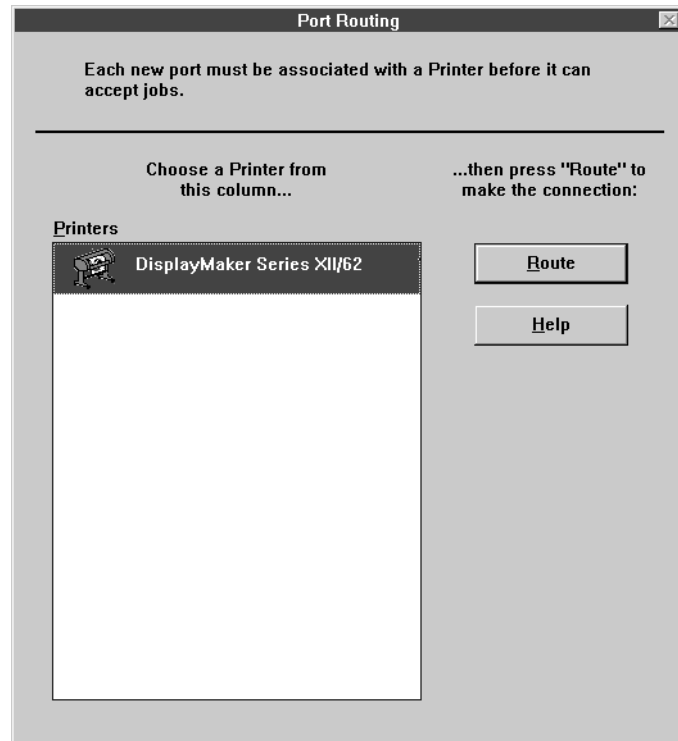 Port Routing
Each new port must be associated with a Printer before it can
accept jobs.
Choose a Printer from
this column...
...then press "Route" to
make the connection:
Printers
DisplayMaker Series XII/62
Route
Help